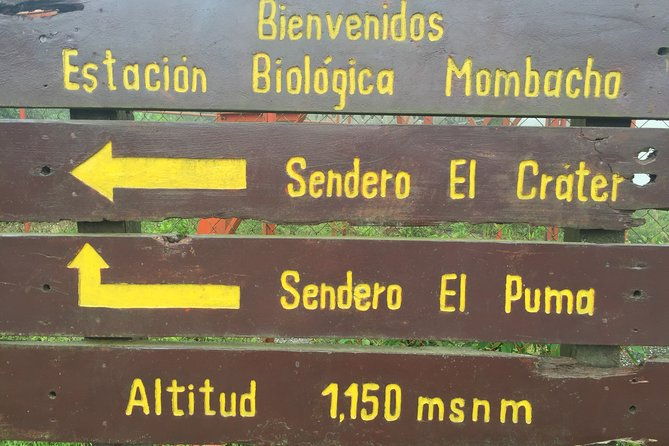 Bienvenidos
Estación Biológica Mombacho
Sendero El Cráter
Sendero El Puma
Altitud 1,150 msnm